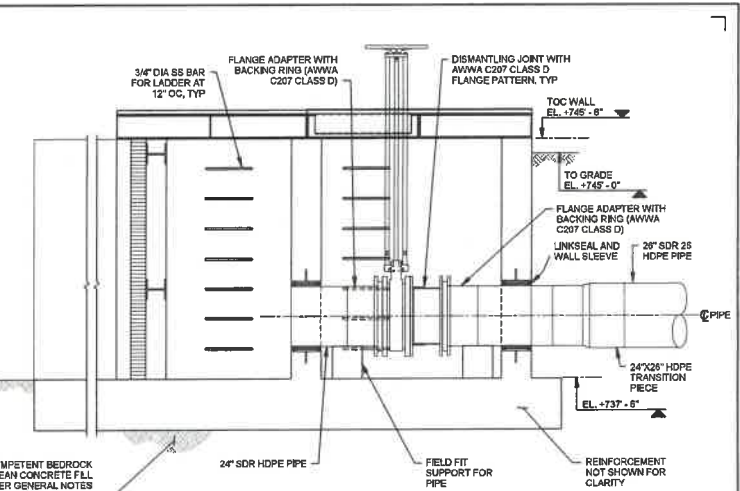 3/4" DIA SS BAR
FOR LADDER AT
12" OC, TYP
FLANGE ADAPTER WITH
BACKING RING (AWWA
C207 CLASS D)
DISMANTLING JOINT WITH
AWWA C207 CLASS D
FLANGE PATTERN, TYP
TOC WALL
EL. +745' - 6"
TO GRADE
EL. +745' - 0"
FLANGE ADAPTER WITH
BACKING RING (AWWA
C207 CLASS D)
LINKSEAL AND
WALL SLEEVE
26" SDR 26
HDPE PIPE
℄ PIPE
24"X26" HDPE
TRANSITION
PIECE
EL. +737' - 6"
MPETENT BEDROCK
EAN CONCRETE FILL
ER GENERAL NOTES
24" SDR HDPE PIPE
FIELD FIT
SUPPORT FOR
PIPE
REINFORCEMENT
NOT SHOWN FOR
CLARITY